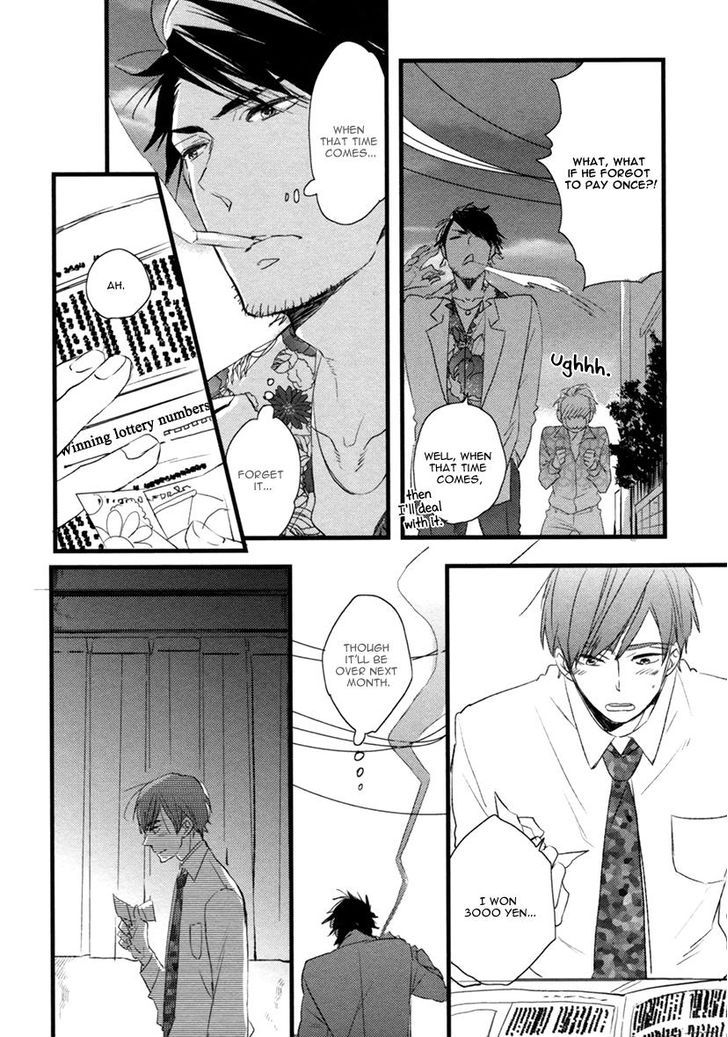 WHAT, WHAT
IF HE FORGOT
TO PAY ONCE?!
Ughhh.
WELL, WHEN
THAT TIME
COMES,
then
I'll deal
with it.
WHEN
THAT TIME
COMES...
FORGET
IT...
AH.
Winning lottery numbers
I WON
3000 YEN...
THOUGH
IT'LL BE
OVER NEXT
MONTH.